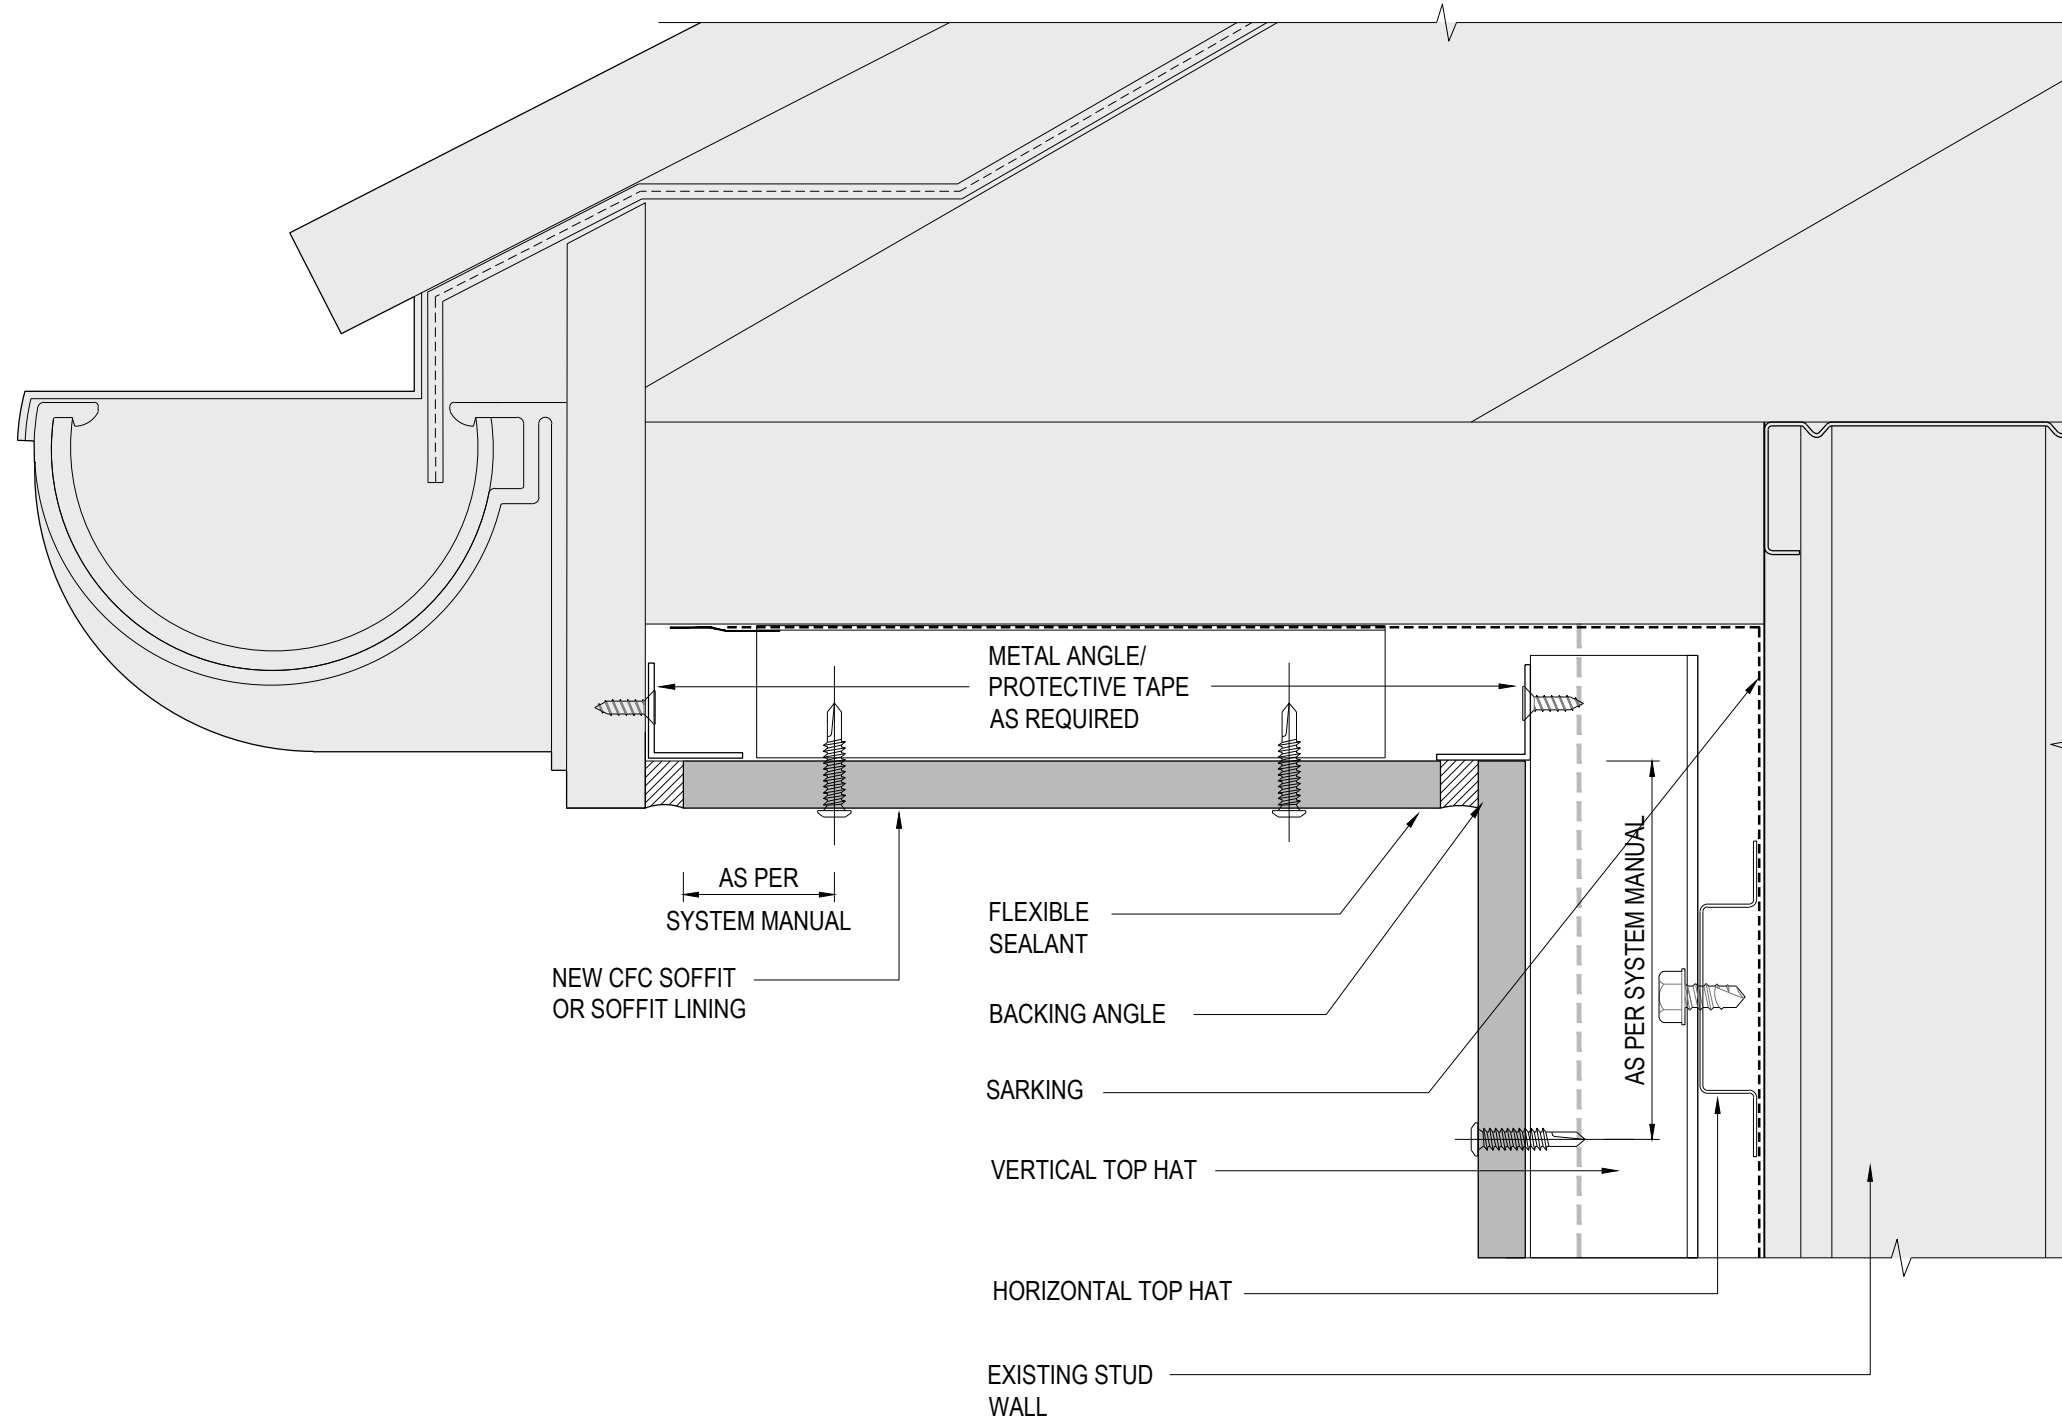 METAL ANGLE/
PROTECTIVE TAPE
AS REQUIRED
AS PER
SYSTEM MANUAL
NEW CFC SOFFIT
OR SOFFIT LINING
FLEXIBLE
SEALANT
BACKING ANGLE
SARKING
VERTICAL TOP HAT
HORIZONTAL TOP HAT
EXISTING STUD
WALL
AS PER SYSTEM MANUAL